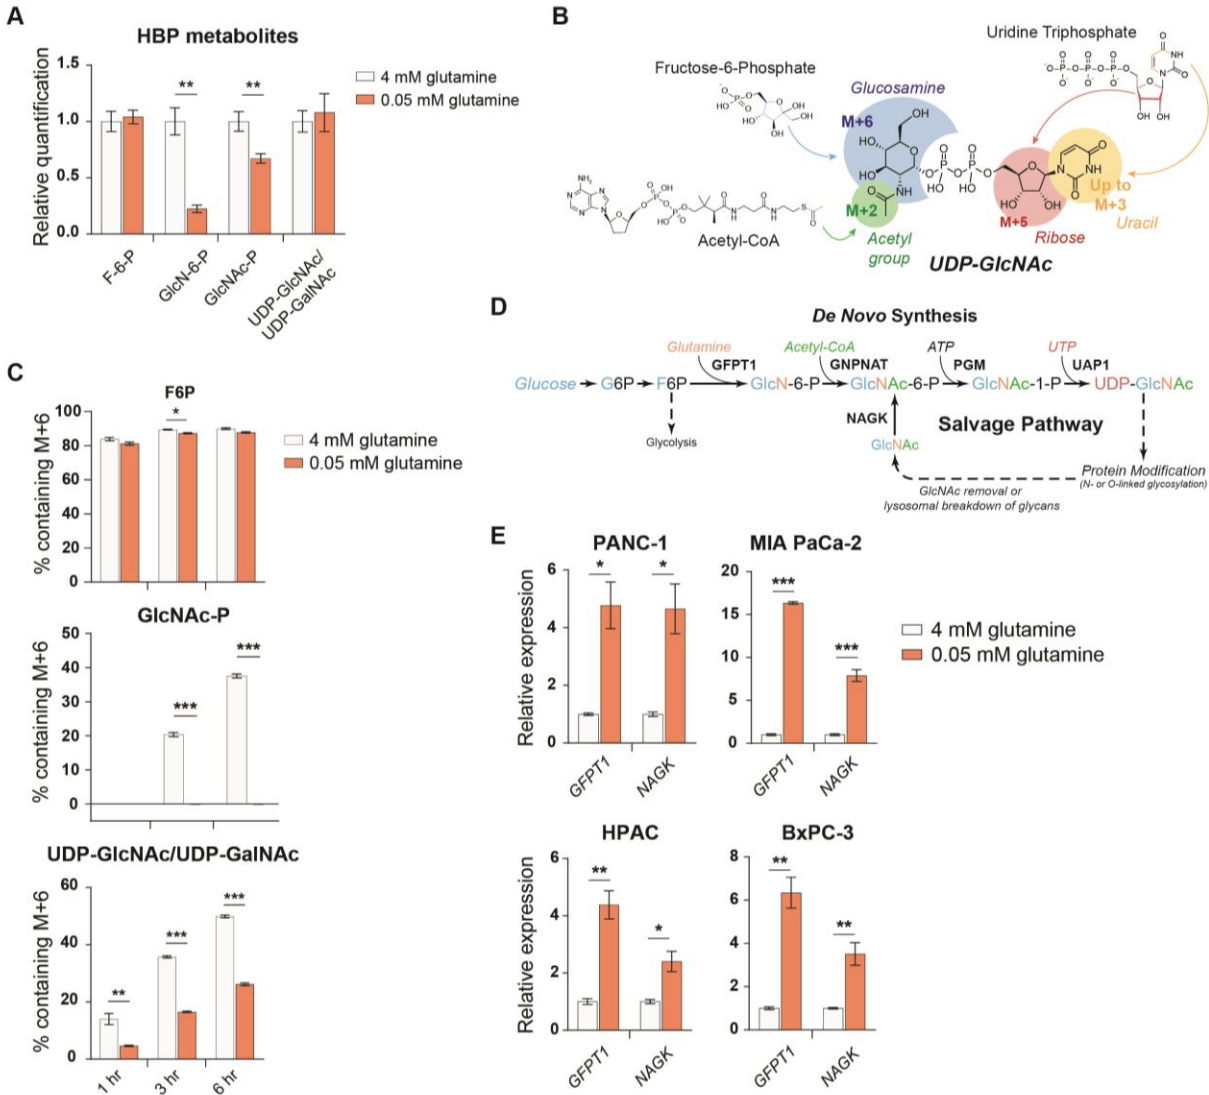 A
HBP metabolites
Relative quantification
1.5
1.0
0.5
0.0
**
**
4 mM glutamine
0.05 mM glutamine
F-6-P
GlcN-6-P
GlcNAc-P
UDP-GlcNAc/
UDP-GalNAc
B
Uridine Triphosphate
Fructose-6-Phosphate
Glucosamine
M+6
M+2
Acetyl-CoA
Acetyl
group
M+5
Ribose
Up to
M+3
Uracil
UDP-GlcNAc
C
F6P
% containing M+6
100
80
60
40
20
0
*
4 mM glutamine
0.05 mM glutamine
GlcNAc-P
% containing M+6
50
40
30
20
10
0
***
***
UDP-GlcNAc/UDP-GalNAc
% containing M+6
60
40
20
0
**
***
***
1 hr
3 hr
6 hr
D
De Novo Synthesis
Glutamine
Acetyl-CoA
ATP
UTP
GFPT1
GNPNAT
PGM
UAP1
Glucose
G6P
F6P
GlcN-6-P
GlcNAc-6-P
GlcNAc-1-P
UDP-GlcNAc
NAGK
Salvage Pathway
Glycolysis
GlcNAc
Protein Modification
(N- or O-linked glycosylation)
GlcNAc removal or
lysosomal breakdown of glycans
E
PANC-1
Relative expression
6
4
2
0
*
*
GFPT1
NAGK
MIA PaCa-2
20
15
10
5
0
***
***
GFPT1
NAGK
4 mM glutamine
0.05 mM glutamine
HPAC
Relative expression
6
4
2
0
**
*
GFPT1
NAGK
BxPC-3
8
6
4
2
0
**
**
GFPT1
NAGK